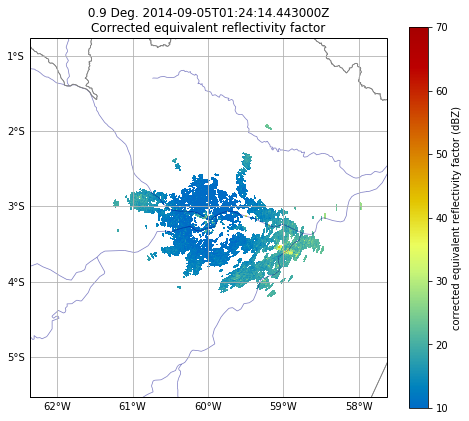 0.9 Deg. 2014-09-05T01:24:14.443000Z
Corrected equivalent reflectivity factor
1°S
2°S
3°S
4°S
5°S
62°W
61°W
60°W
59°W
58°W
70
60
50
40
30
20
10
corrected equivalent reflectivity factor (dBZ)